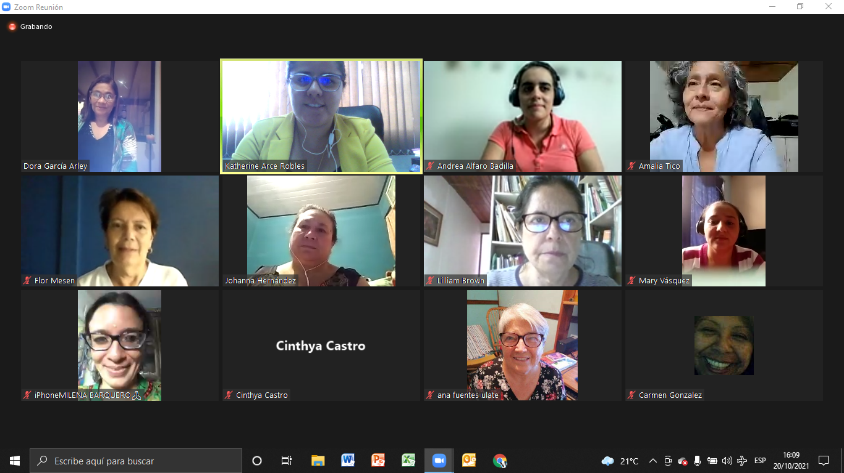 Zoom Reunión
Grabando
Dora García Arley
Katherine Arce Robles
Andrea Alfaro Badilla
Amalia Tico
Flor Mesen
Johanna Hernández
Lilliam Brown
Mary Vásquez
iPhoneMILENA BARQUERO
Cinthya Castro
Cinthya Castro
ana fuentes ulate
Carmen Gonzalez
Escribe aquí para buscar
21°C
ESP
16:09
20/10/2021